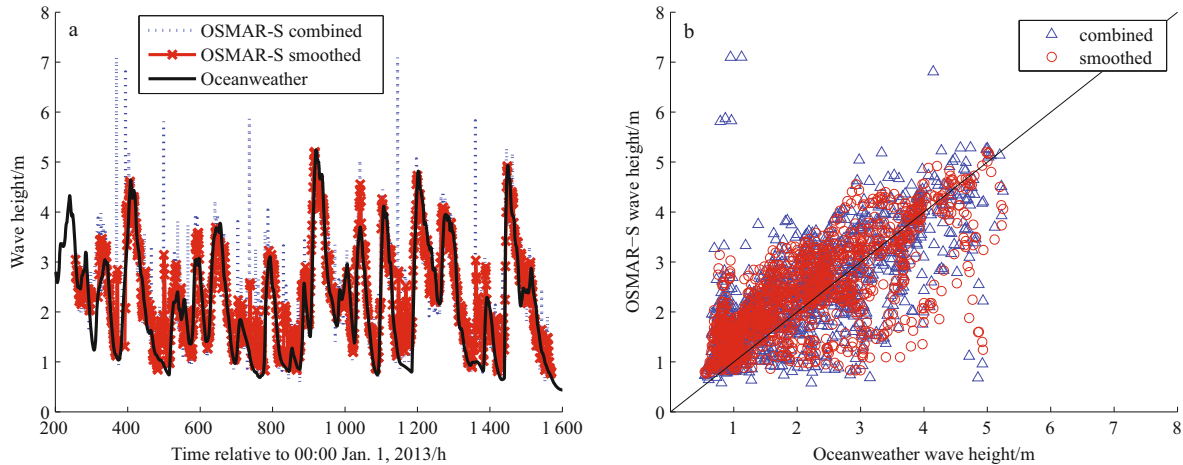 a
OSMAR-S combined
OSMAR-S smoothed
Oceanweather
8
7
6
5
4
3
2
1
0
Wave height/m
200 400 600 800 1 000 1 200 1 400 1 600
Time relative to 00:00 Jan. 1, 2013/h
b
combined
smoothed
8
7
6
5
4
3
2
1
0
OSMAR−S wave height/m
1 2 3 4 5 6 7 8
Oceanweather wave height/m